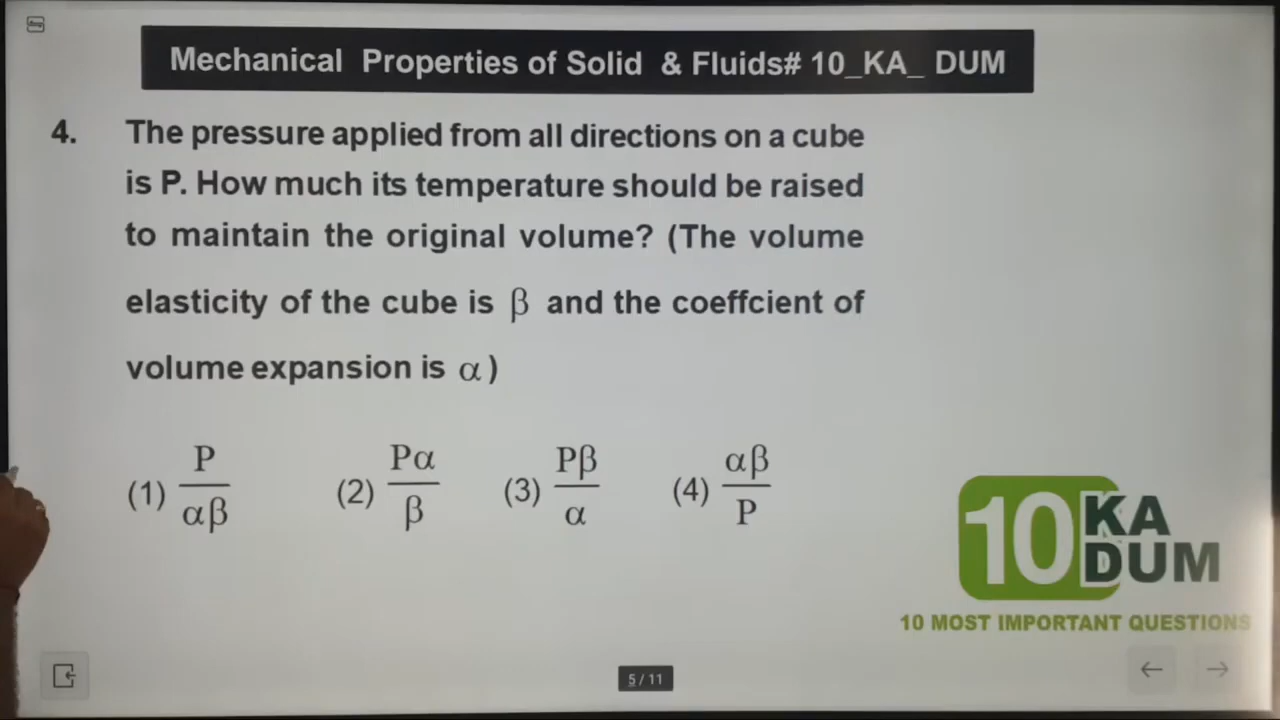 Mechanical Properties of Solid & Fluids# 10_KA_ DUM
4. The pressure applied from all directions on a cube
is P. How much its temperature should be raised
to maintain the original volume? (The volume
elasticity of the cube is β and the coeffcient of
volume expansion is α)
(1) P/αβ (2) Pα/β (3) Pβ/α (4) αβ/P
10 KA DUM
10 MOST IMPORTANT QUESTIONS
5 / 11